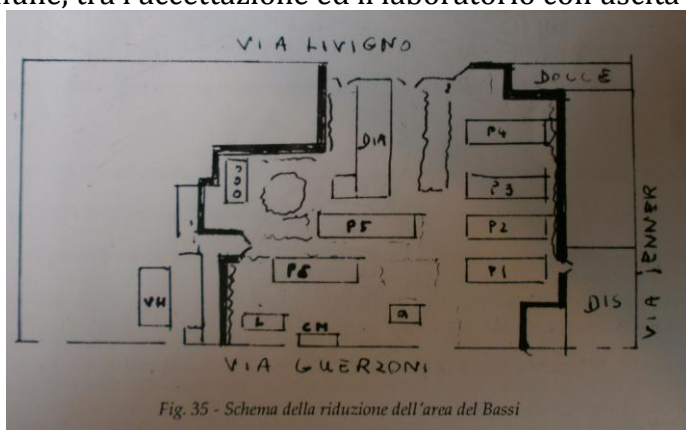 tra l'accettazione ed il laboratorio con uscita
VIA LIVIGNO
DOCCE
DIA
P4
P3
P5
P2
P6
P1
VH
L
CM
DIS
VIA JENNER
VIA GUERZONI
Fig. 35 - Schema della riduzione dell'area del Bassi